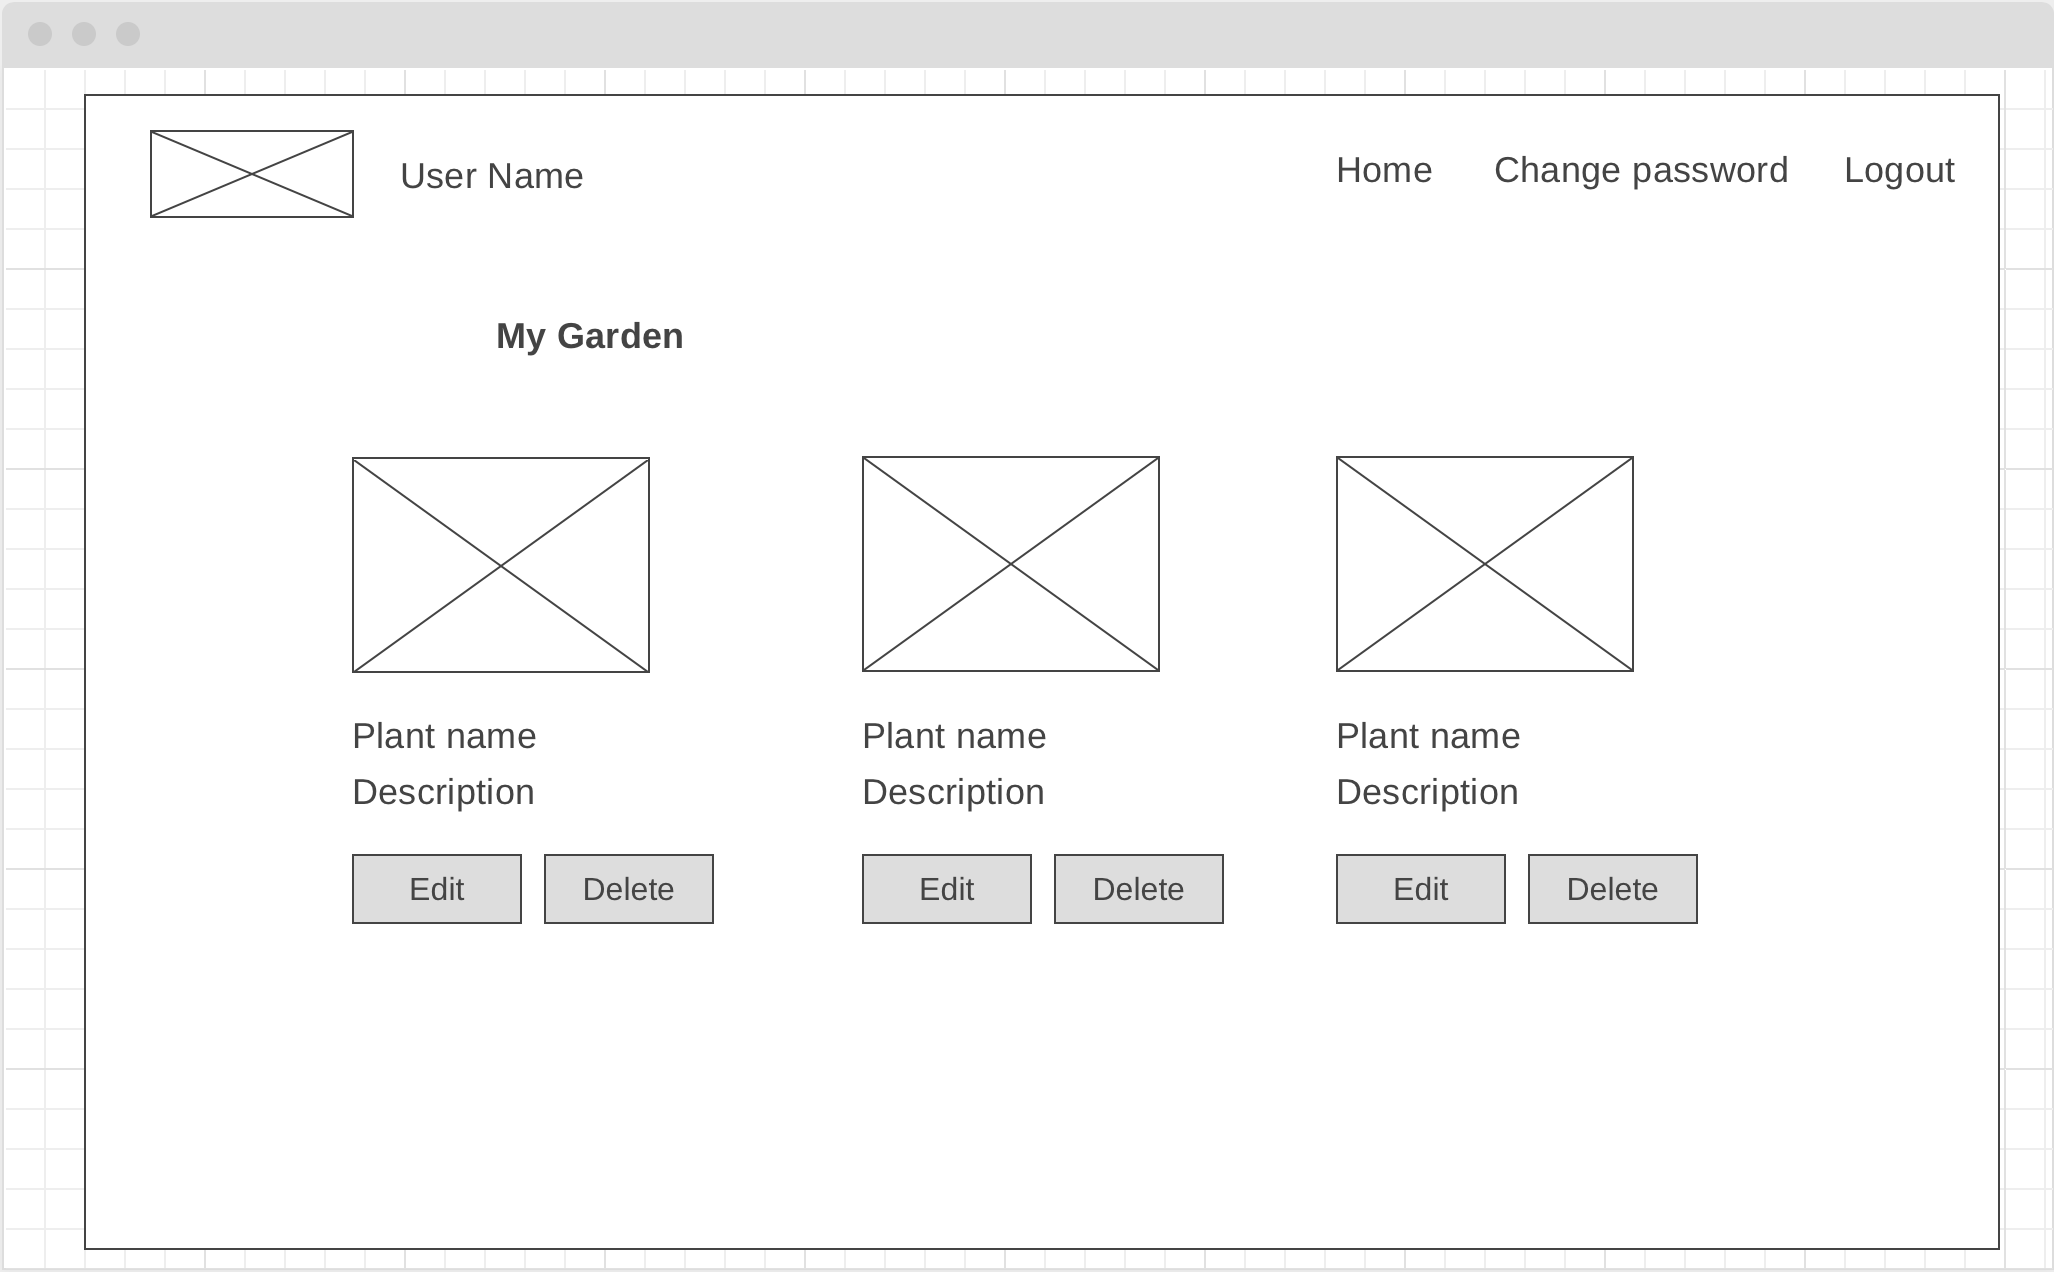 User Name
Home Change password Logout
My Garden
Plant name
Description
Edit Delete
Plant name
Description
Edit Delete
Plant name
Description
Edit Delete